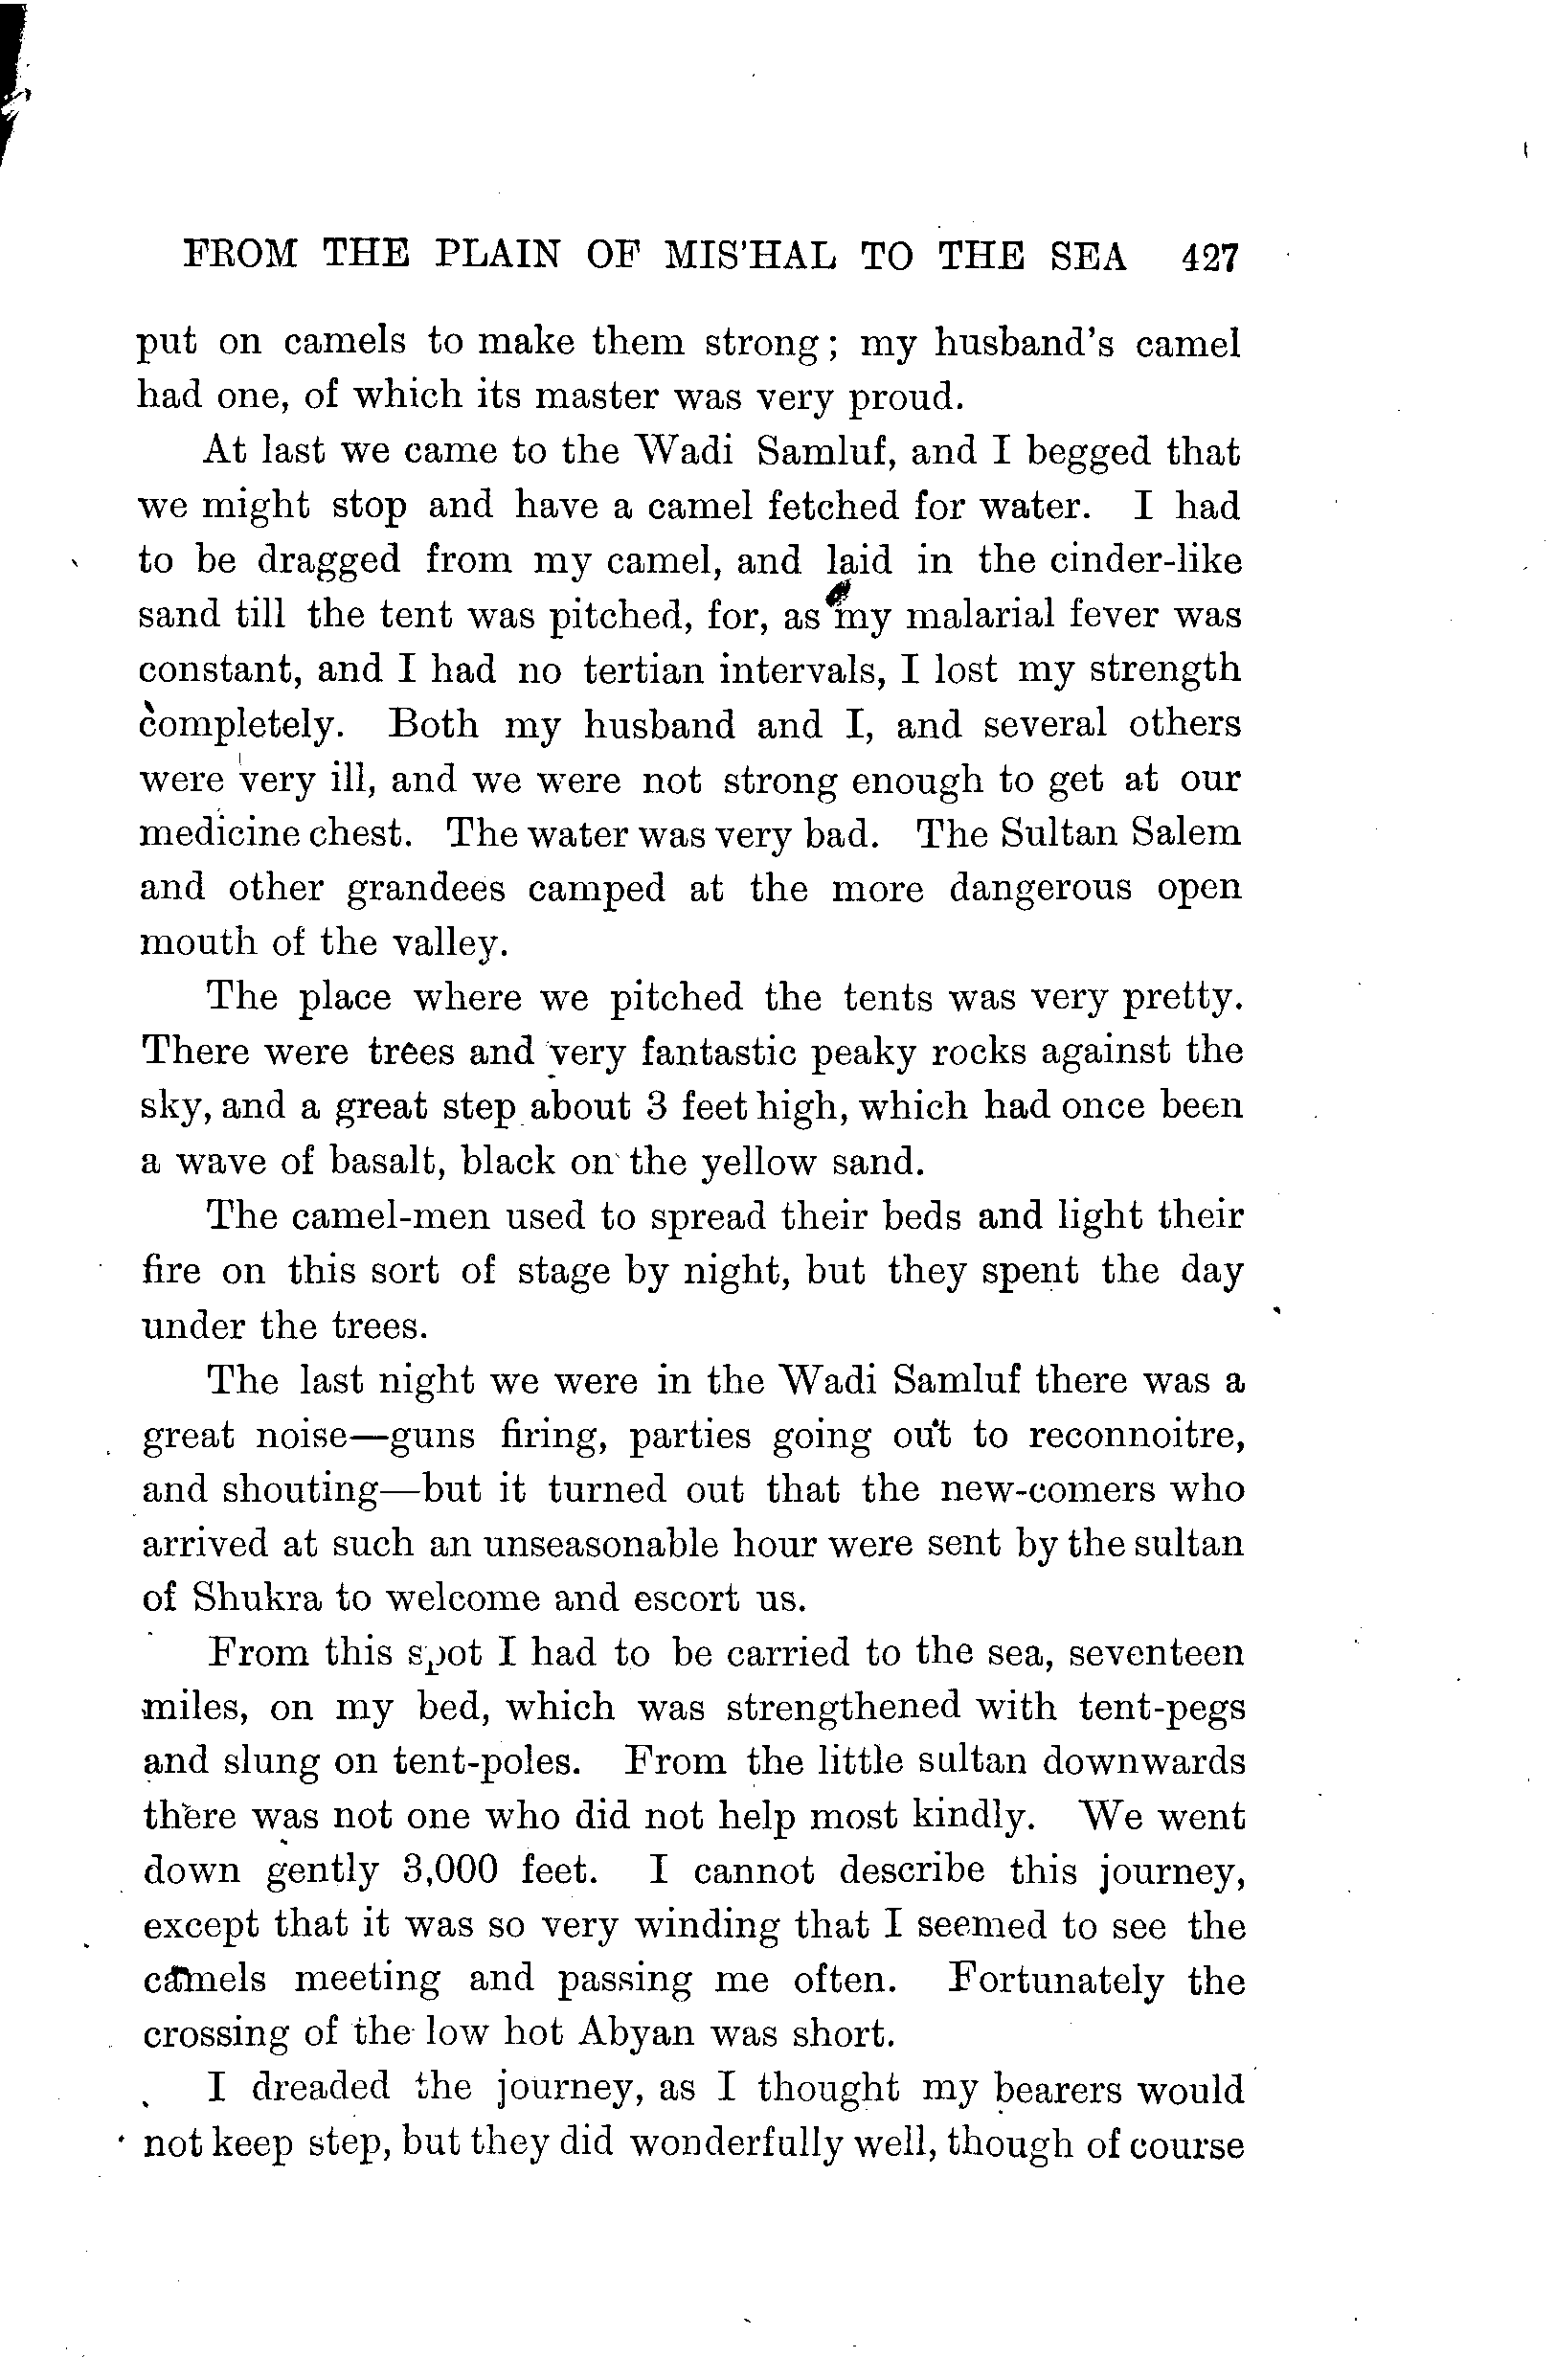 FROM THE PLAIN OF MIS'HAL TO THE SEA 427
put on camels to make them strong; my husband's camel
had one, of which its master was very proud.
At last we came to the Wadi Samluf, and I begged that
we might stop and have a camel fetched for water. I had
to be dragged from my camel, and laid in the cinder-like
sand till the tent was pitched, for, as my malarial fever was
constant, and I had no tertian intervals, I lost my strength
completely. Both my husband and I, and several others
were very ill, and we were not strong enough to get at our
medicine chest. The water was very bad. The Sultan Salem
and other grandees camped at the more dangerous open
mouth of the valley.
The place where we pitched the tents was very pretty.
There were trees and very fantastic peaky rocks against the
sky, and a great step about 3 feet high, which had once been
a wave of basalt, black on the yellow sand.
The camel-men used to spread their beds and light their
fire on this sort of stage by night, but they spent the day
under the trees.
The last night we were in the Wadi Samluf there was a
great noise—guns firing, parties going out to reconnoitre,
and shouting—but it turned out that the new-comers who
arrived at such an unseasonable hour were sent by the sultan
of Shukra to welcome and escort us.
From this spot I had to be carried to the sea, seventeen
miles, on my bed, which was strengthened with tent-pegs
and slung on tent-poles. From the little sultan downwards
there was not one who did not help most kindly. We went
down gently 3,000 feet. I cannot describe this journey,
except that it was so very winding that I seemed to see the
camels meeting and passing me often. Fortunately the
crossing of the low hot Abyan was short.
I dreaded the journey, as I thought my bearers would
not keep step, but they did wonderfully well, though of course